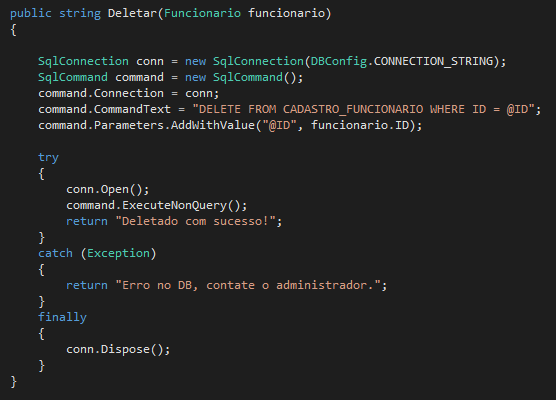 public string Deletar(Funcionario funcionario)
{
SqlConnection conn = new SqlConnection(DBConfig.CONNECTION_STRING);
SqlCommand command = new SqlCommand();
command.Connection = conn;
command.CommandText = "DELETE FROM CADASTRO_FUNCIONARIO WHERE ID = @ID";
command.Parameters.AddWithValue("@ID", funcionario.ID);
try
{
conn.Open();
command.ExecuteNonQuery();
return "Deletado com sucesso!";
}
catch (Exception)
{
return "Erro no DB, contate o administrador.";
}
finally
{
conn.Dispose();
}
}